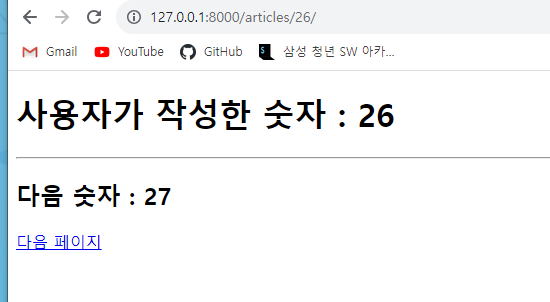 127.0.0.1:8000/articles/26/
Gmail YouTube GitHub 삼성 청년 SW 아카...
사용자가 작성한 숫자 : 26
다음 숫자 : 27
다음 페이지